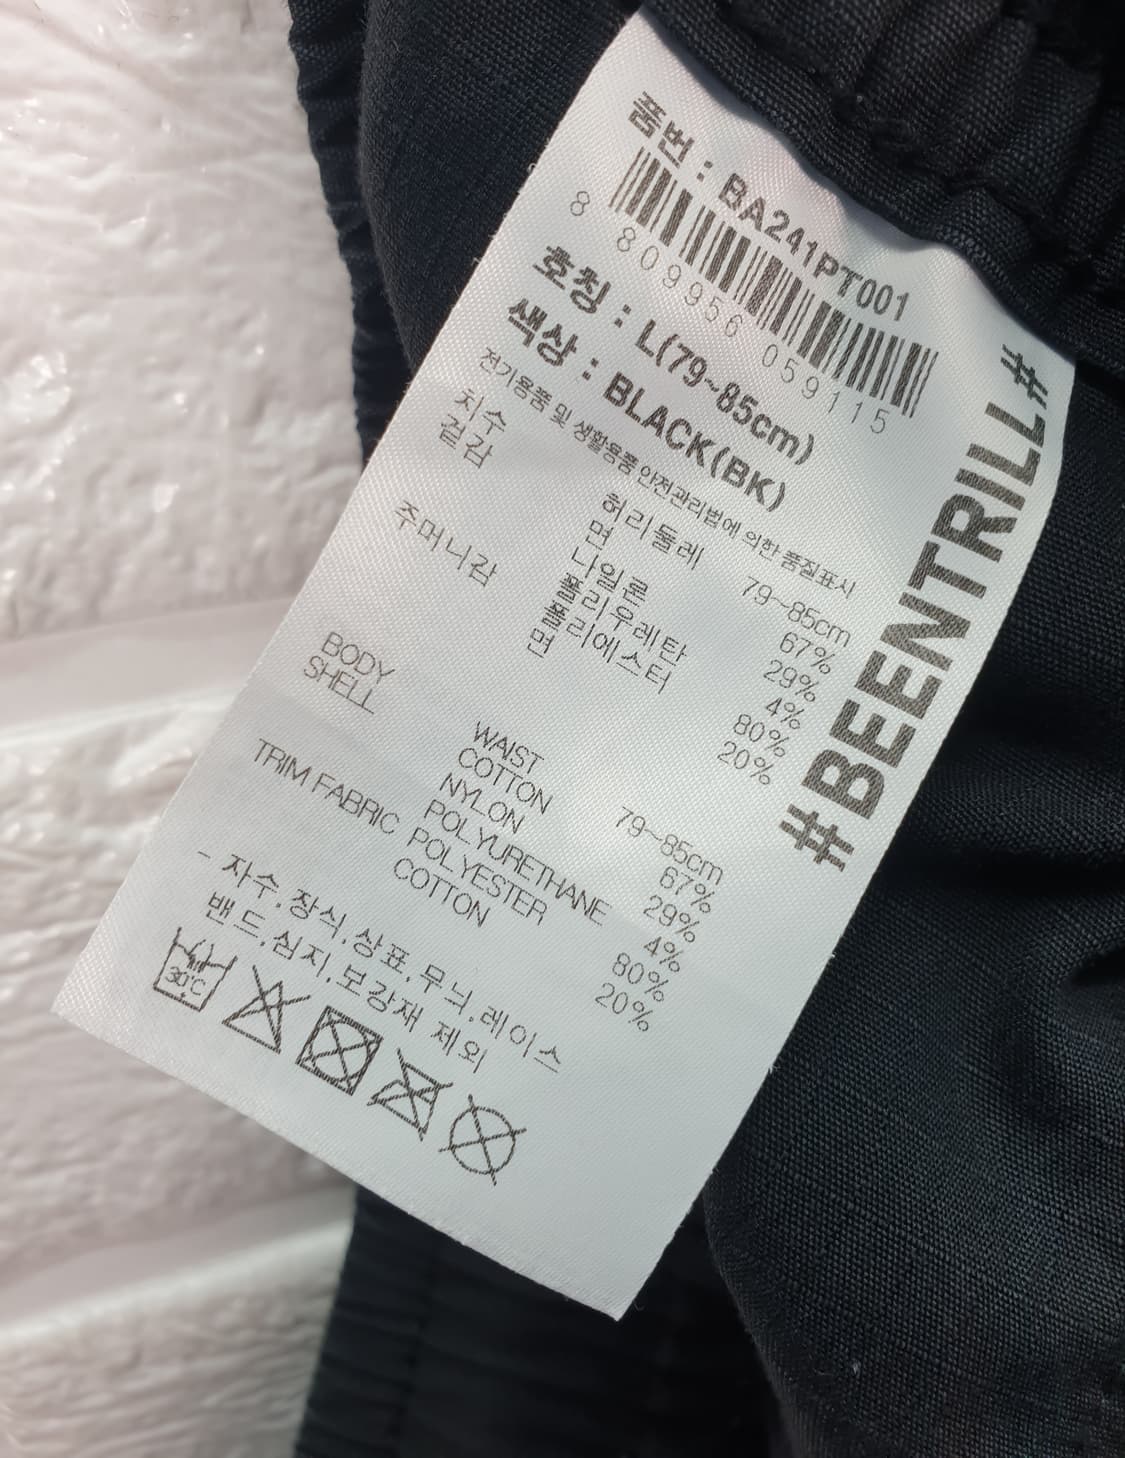 품번 : BA241PT001
8 809956 059115
호칭 : L(79~85cm)
색상 : BLACK(BK)
전기용품 및 생활용품 안전관리법에 의한 품질표시
치수 허리둘레 79~85cm
겉감 면 67%
나일론 29%
폴리우레탄 4%
주머니감 폴리에스터 80%
면 20%
BODY WAIST 79~85cm
SHELL COTTON 67%
NYLON 29%
POLYURETHANE 4%
TRIM FABRIC POLYESTER 80%
COTTON 20%
- 자수,장식,상표,무늬,레이스
밴드,심지,보강재 제외
30℃
#BEENTRILL#